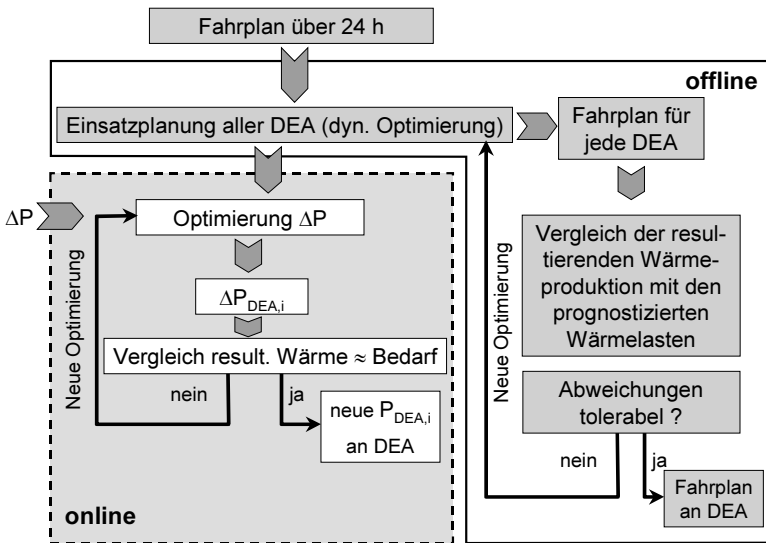 Fahrplan über 24 h
offline
Einsatzplanung aller DEA (dyn. Optimierung)
Fahrplan für
jede DEA
ΔP
Optimierung ΔP
ΔP_DEA,i
Vergleich result. Wärme ≈ Bedarf
nein
ja
neue P_DEA,i
an DEA
Neue Optimierung
online
Vergleich der resul-
tierenden Wärme-
produktion mit den
prognostizierten
Wärmelasten
Neue Optimierung
Abweichungen
tolerabel ?
nein
ja
Fahrplan
an DEA